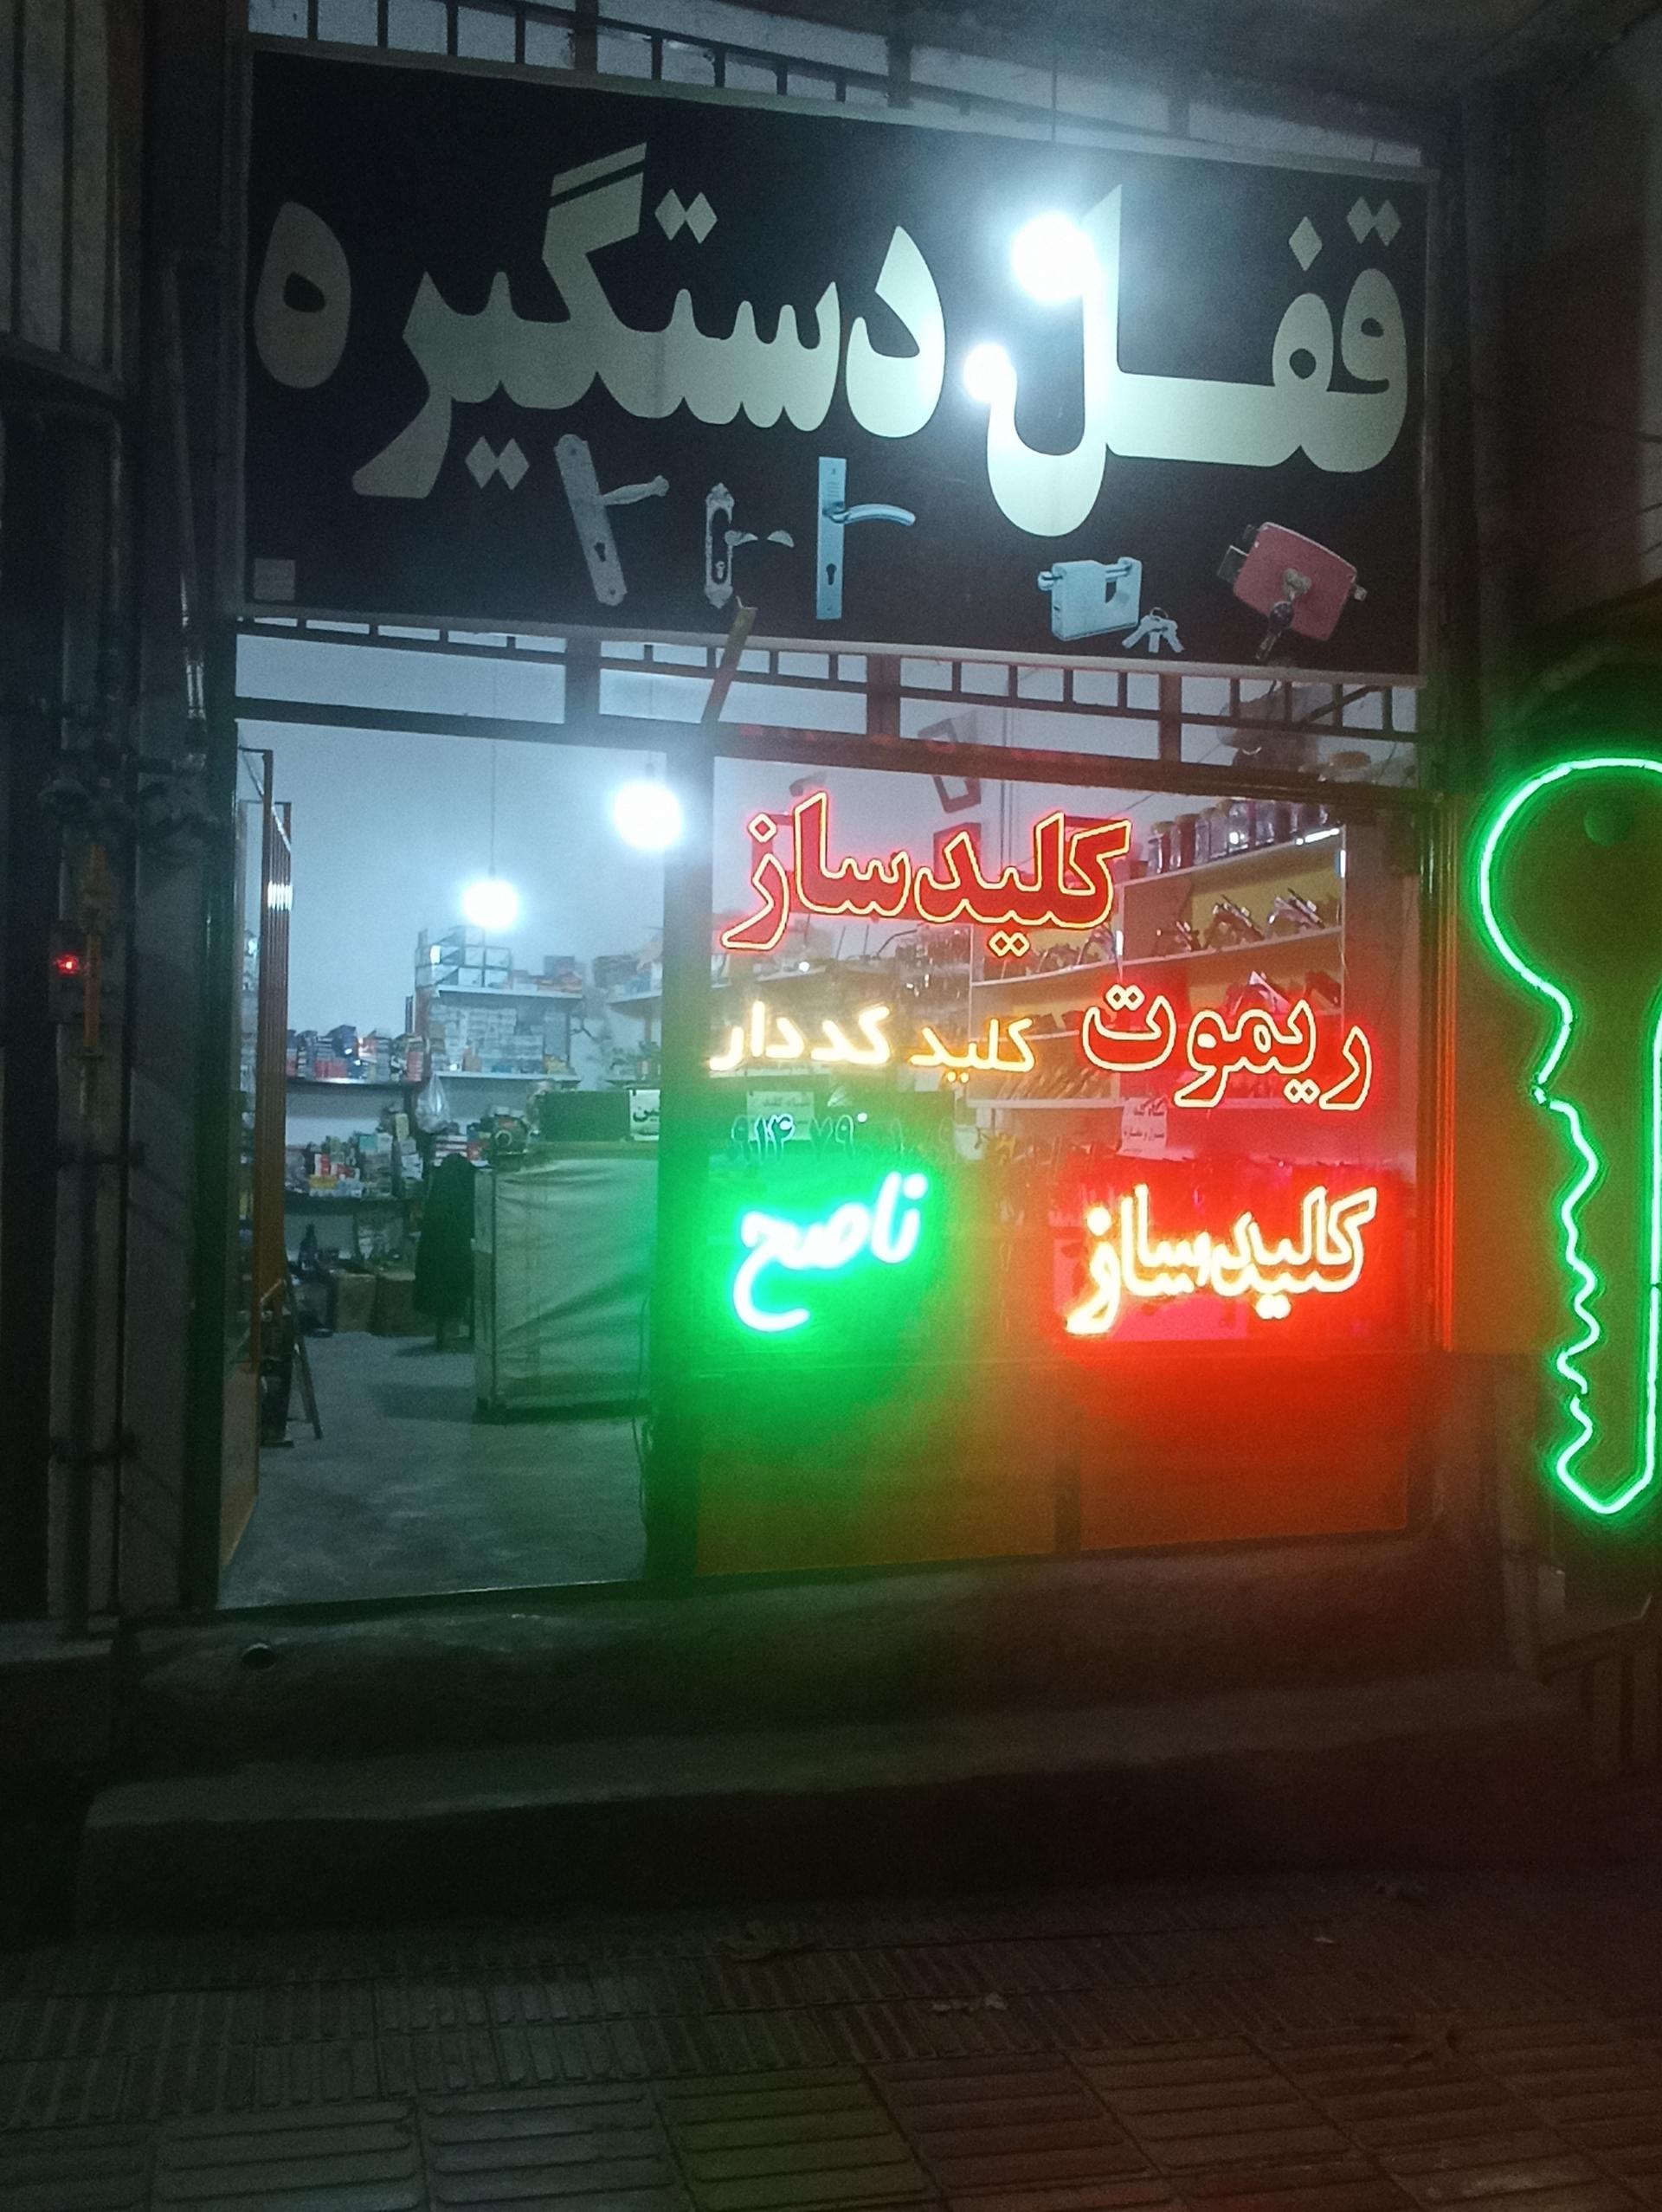 قفل دستگیره
کلیدساز
ریموت کلید کددار
کلیدساز ناصح